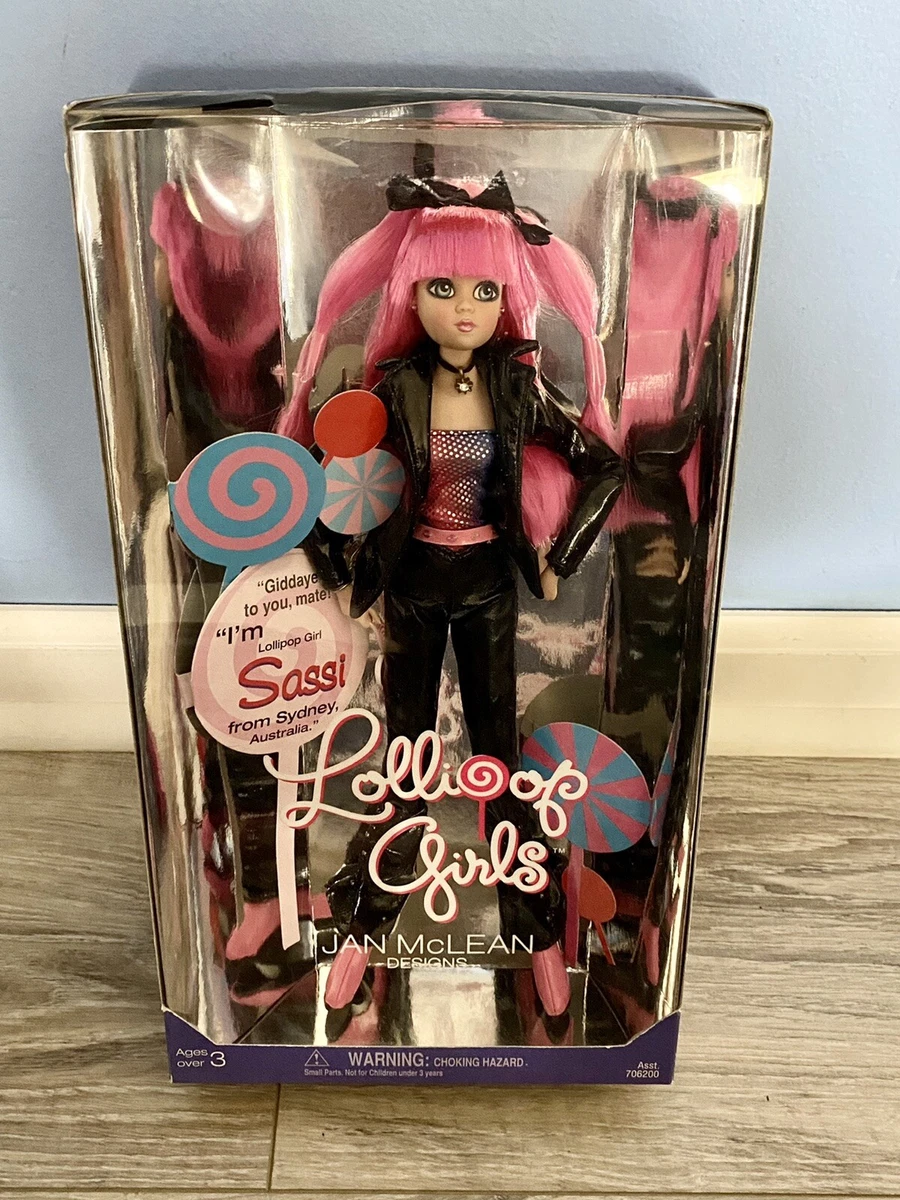 "Giddaye
to you, mate!
"I'm
Lollipop Girl
Sassi
from Sydney,
Australia."
Lollipop
Girls™
JAN McLEAN
DESIGNS
Ages
over 3
WARNING: CHOKING HAZARD.
Small Parts. Not for Children under 3 years
Asst.
706200